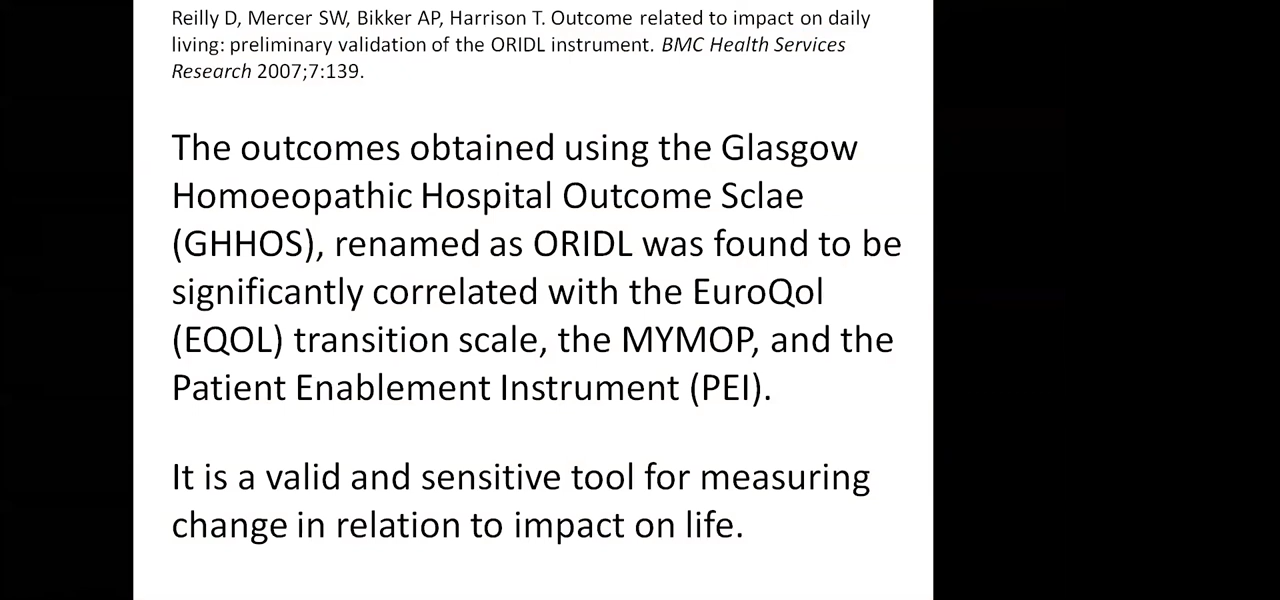 Reilly D, Mercer SW, Bikker AP, Harrison T. Outcome related to impact on daily
living: preliminary validation of the ORIDL instrument. BMC Health Services
Research 2007;7:139.
The outcomes obtained using the Glasgow
Homoeopathic Hospital Outcome Sclae
(GHHOS), renamed as ORIDL was found to be
significantly correlated with the EuroQol
(EQOL) transition scale, the MYMOP, and the
Patient Enablement Instrument (PEI).
It is a valid and sensitive tool for measuring
change in relation to impact on life.